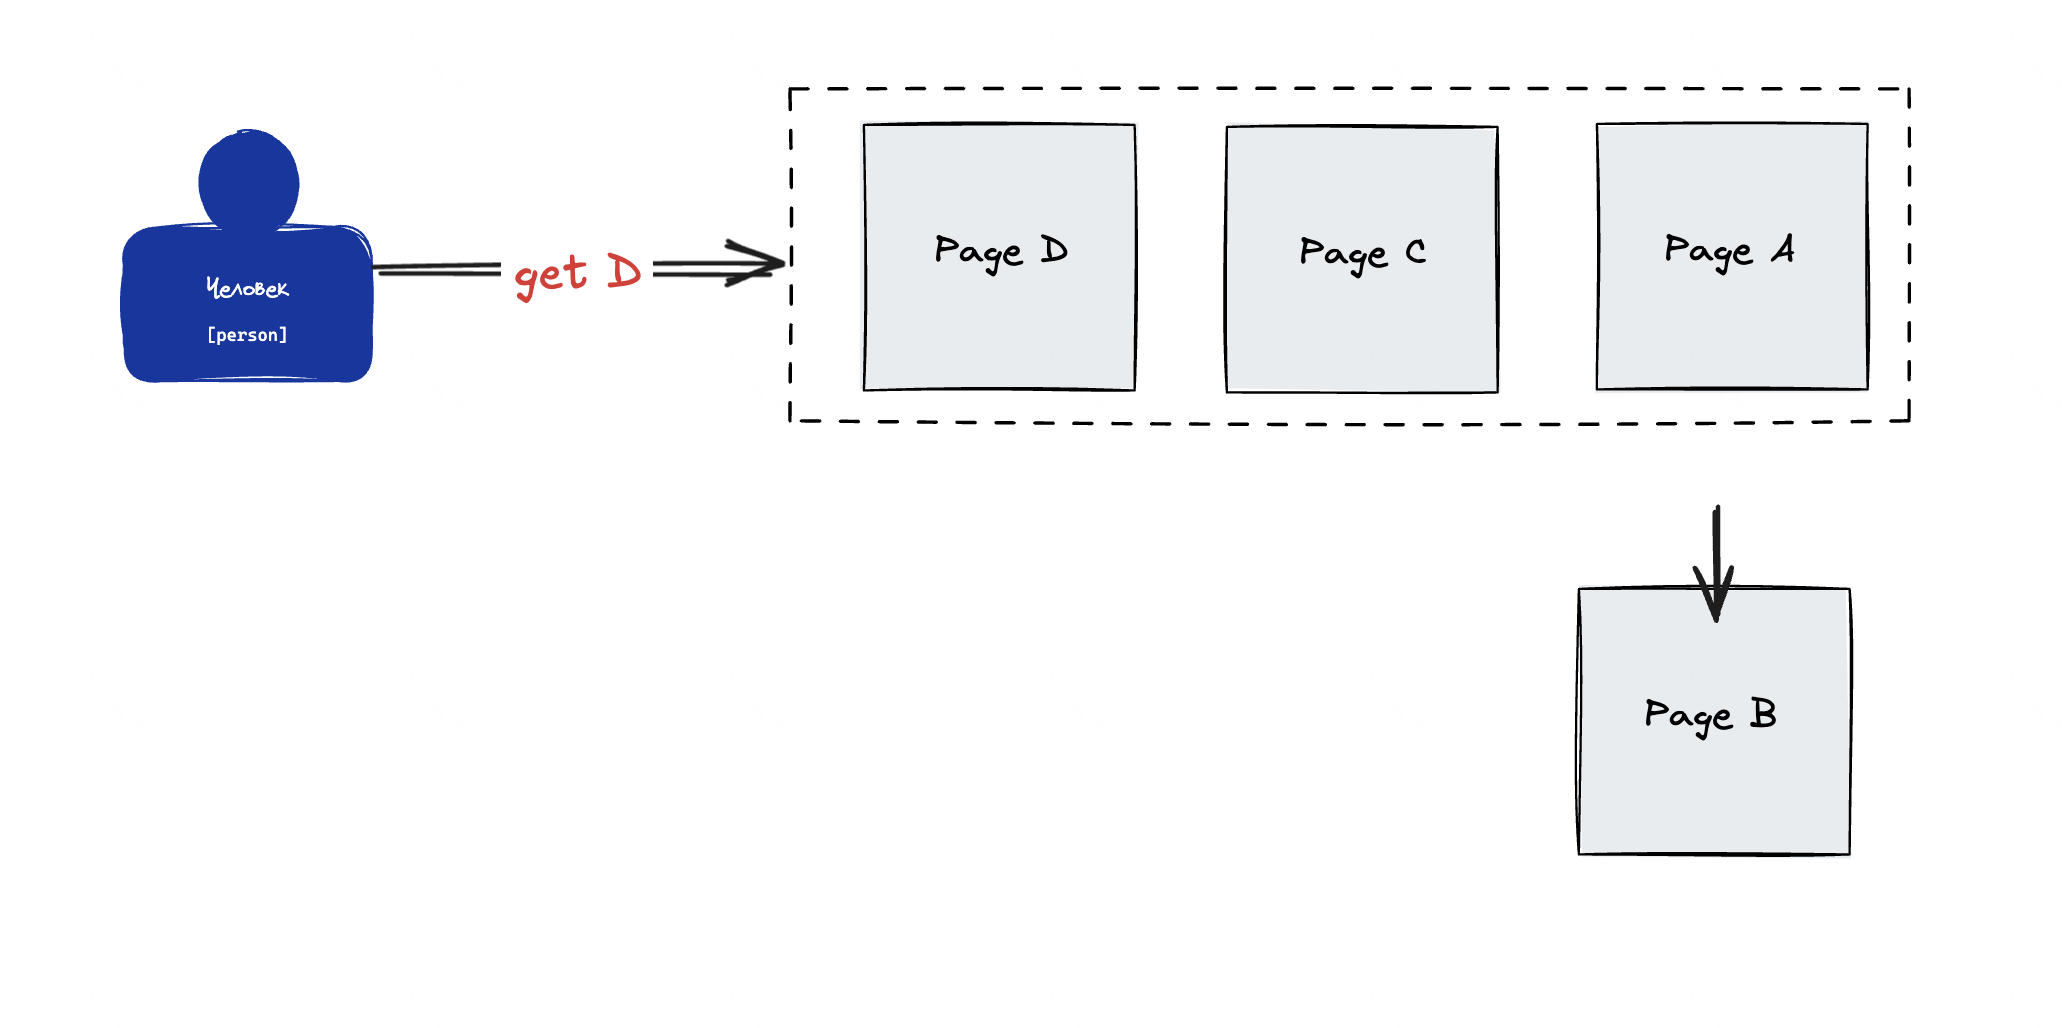 Человек
[person]
get D
Page D
Page C
Page A
Page B